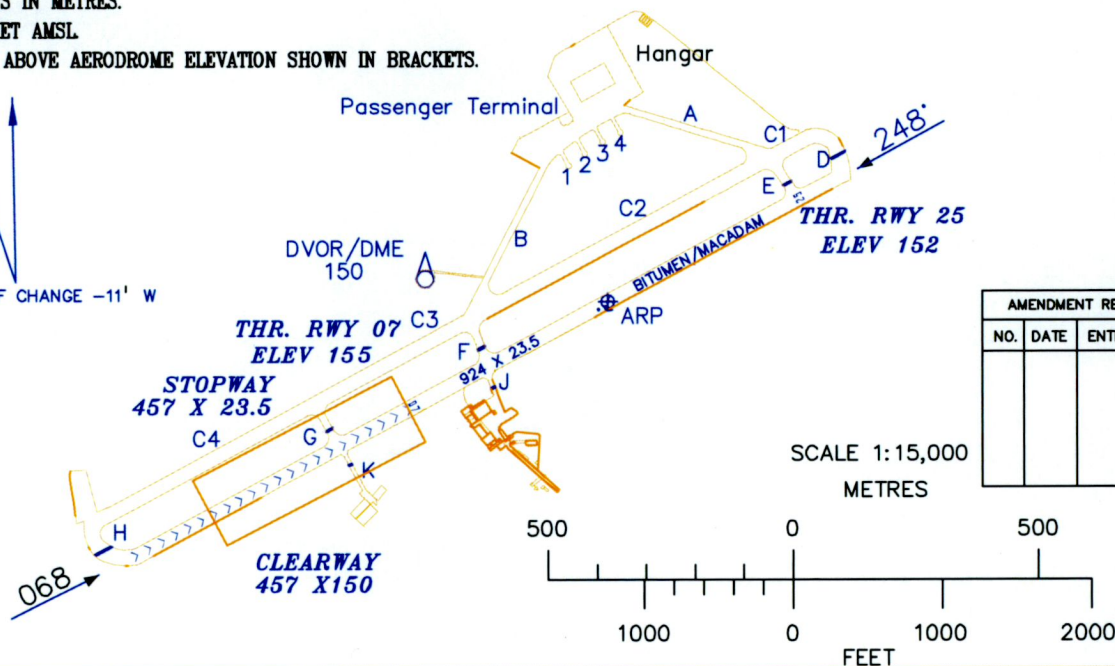 S IN METRES.
ET AMSL.
ABOVE AERODROME ELEVATION SHOWN IN BRACKETS.
Hangar
Passenger Terminal
A
C1
248°
D
1 2 3 4
E
25
C2
THR. RWY 25
ELEV 152
B
BITUMEN/MACADAM
DVOR/DME
150
F CHANGE -11' W
ARP
C3
THR. RWY 07
ELEV 155
F
924 X 23.5
J
STOPWAY
457 X 23.5
07
C4
G
K
H
068
CLEARWAY
457 X150
AMENDMENT RE
NO. DATE ENT
SCALE 1:15,000
METRES
500 0 500
1000 0 1000 2000
FEET